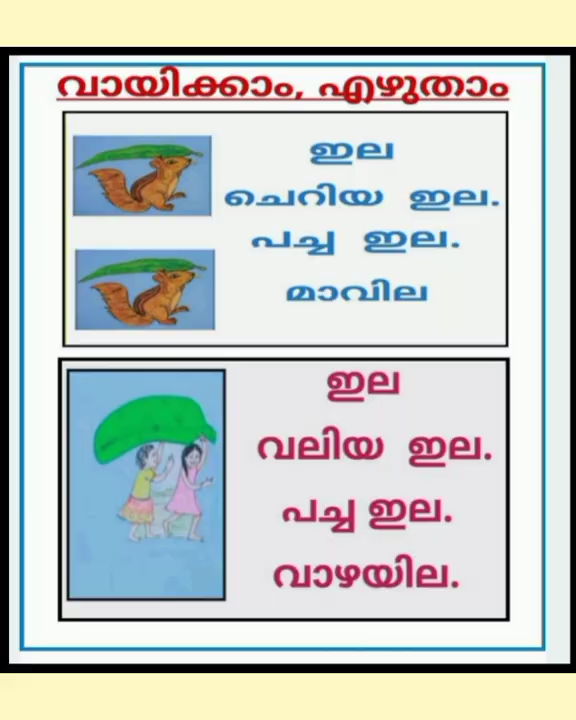 വായിക്കാം, എഴുതാം
ഇല
ചെറിയ ഇല.
പച്ച ഇല.
മാവില
ഇല
വലിയ ഇല.
പച്ച ഇല.
വാഴയില.